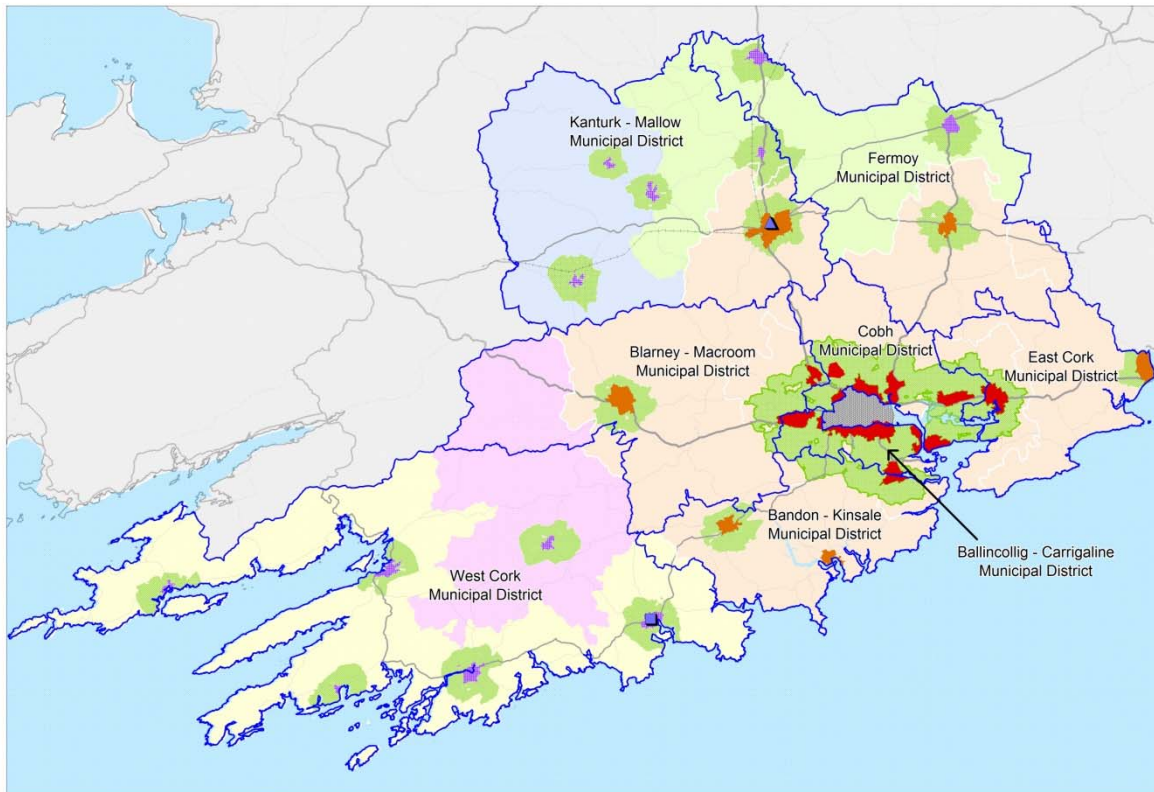 Kanturk - Mallow
Municipal District
Fermoy
Municipal District
Cobh
Municipal District
Blarney - Macroom
Municipal District
East Cork
Municipal District
Bandon - Kinsale
Municipal District
Ballincollig - Carrigaline
Municipal District
West Cork
Municipal District